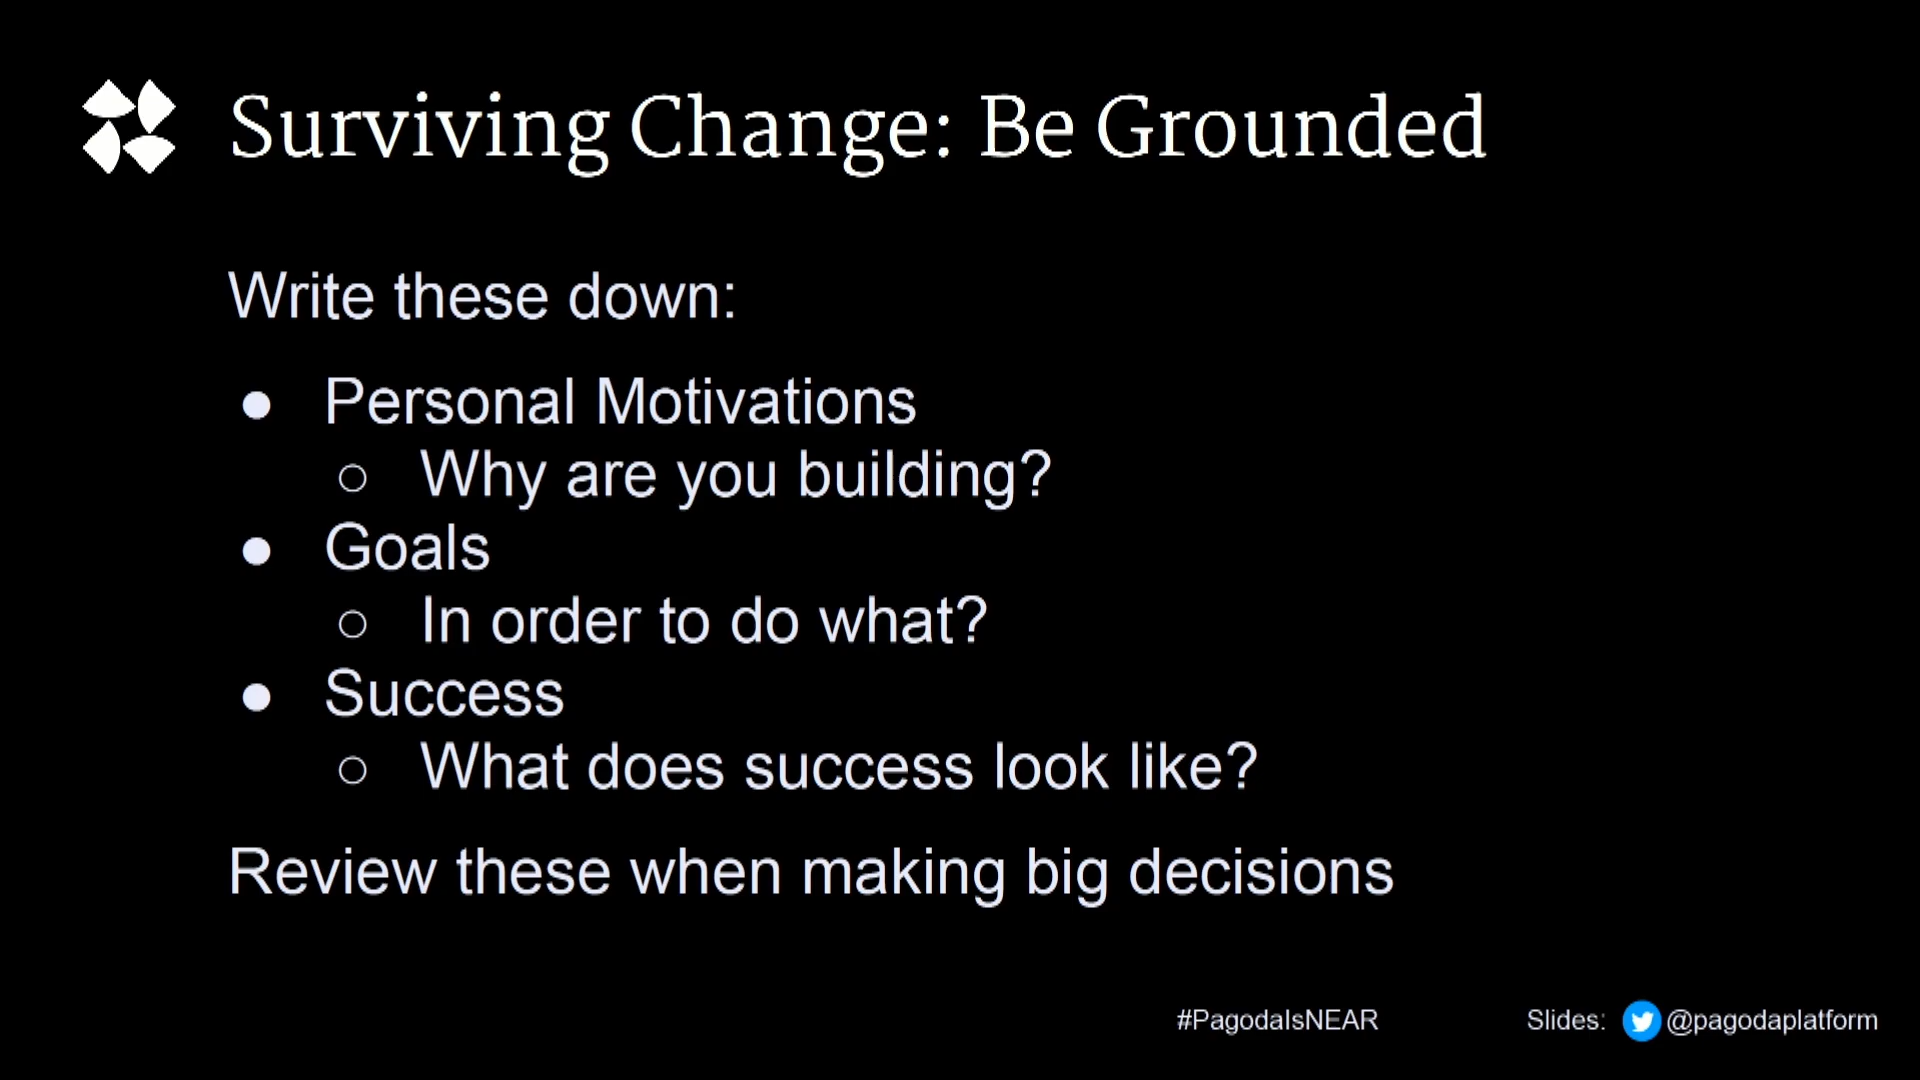 Surviving Change: Be Grounded
Write these down:
● Personal Motivations
○ Why are you building?
● Goals
○ In order to do what?
● Success
○ What does success look like?
Review these when making big decisions
#PagodaIsNEAR
Slides: @pagodaplatform